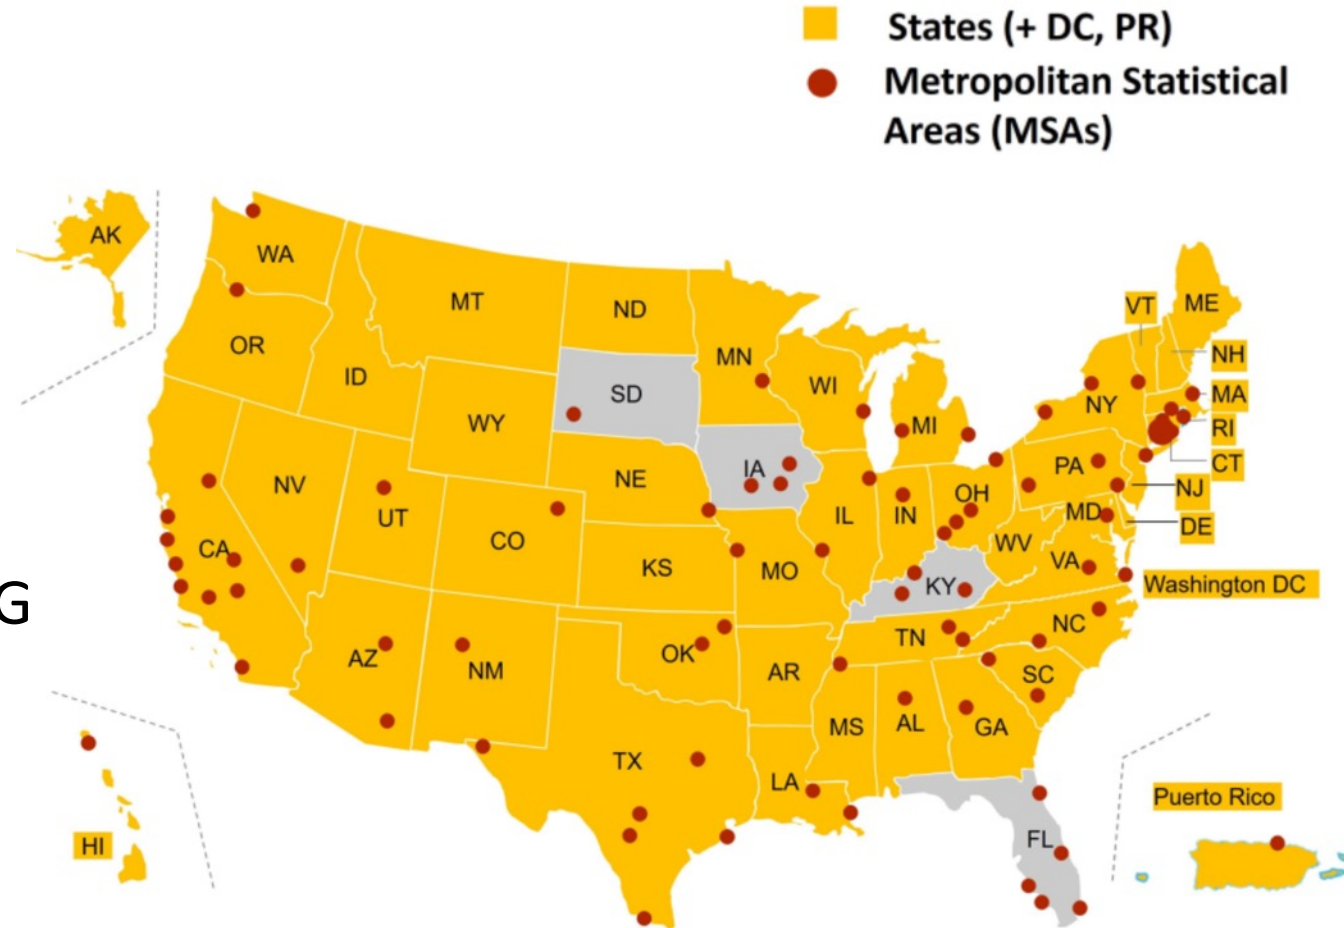 States (+ DC, PR)
Metropolitan Statistical
Areas (MSAs)
AK
WA
MT
ND
MN
VT
ME
OR
ID
SD
WI
NH
WY
MI
NY
MA
RI
NV
NE
IA
PA
CT
UT
IL
IN
OH
NJ
CA
CO
MD
DE
KS
MO
WV
VA
KY
Washington DC
G
AZ
NM
OK
AR
TN
NC
SC
MS
AL
GA
TX
LA
Puerto Rico
HI
FL